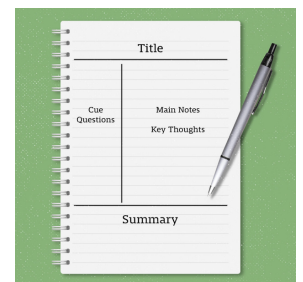 Title
Cue
Questions
Main Notes
Key Thoughts
Summary